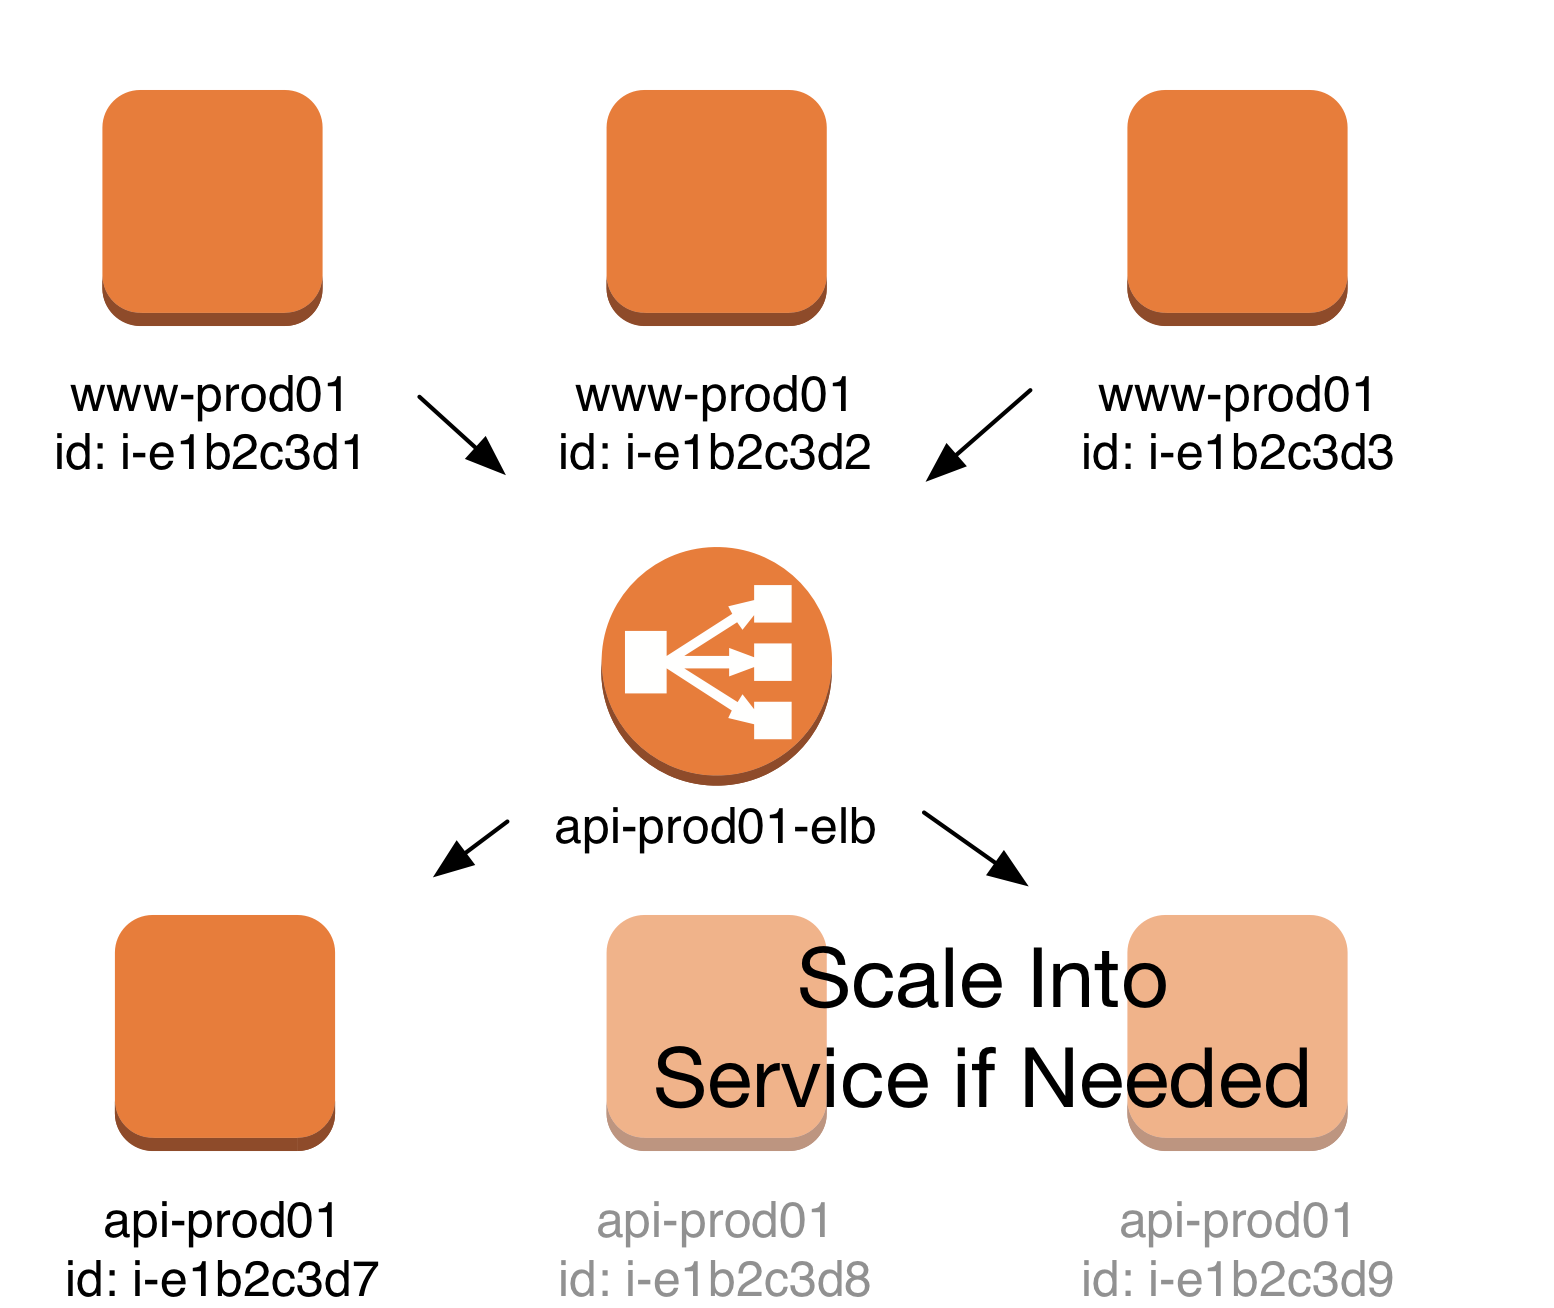 www-prod01
id: i-e1b2c3d1
www-prod01
id: i-e1b2c3d2
www-prod01
id: i-e1b2c3d3
api-prod01-elb
Scale Into
Service if Needed
api-prod01
id: i-e1b2c3d7
api-prod01
id: i-e1b2c3d8
api-prod01
id: i-e1b2c3d9